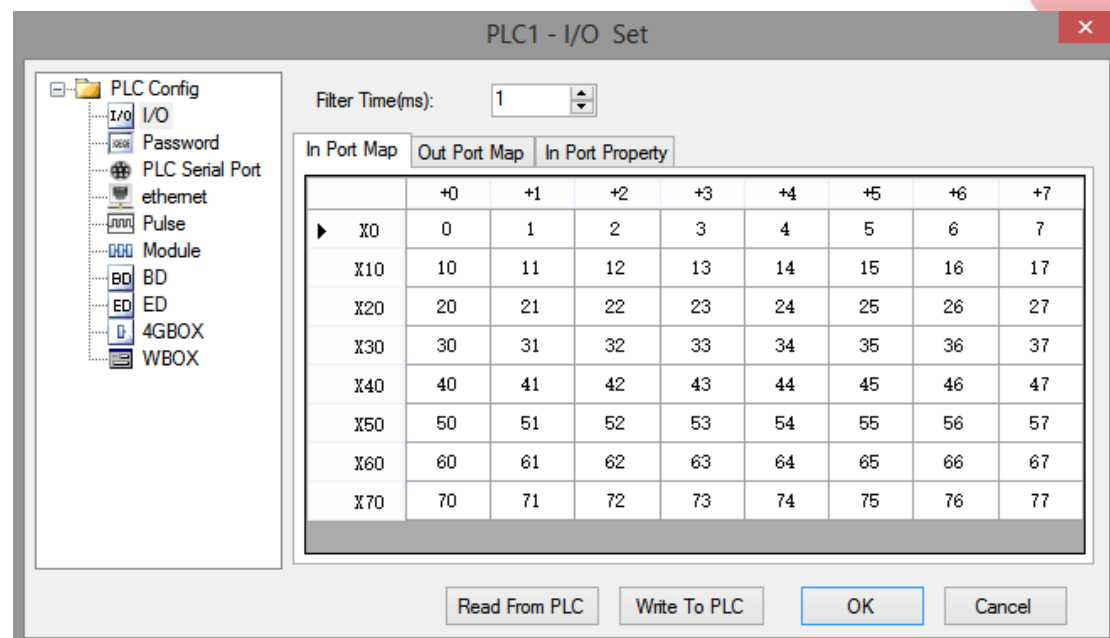 PLC1 - I/O Set
PLC Config
I/O I/O
Password
PLC Serial Port
ethernet
Pulse
Module
BD BD
ED ED
4GBOX
WBOX
Filter Time(ms): 1
In Port Map Out Port Map In Port Property
+0 +1 +2 +3 +4 +5 +6 +7
X0 0 1 2 3 4 5 6 7
X10 10 11 12 13 14 15 16 17
X20 20 21 22 23 24 25 26 27
X30 30 31 32 33 34 35 36 37
X40 40 41 42 43 44 45 46 47
X50 50 51 52 53 54 55 56 57
X60 60 61 62 63 64 65 66 67
X70 70 71 72 73 74 75 76 77
Read From PLC Write To PLC OK Cancel